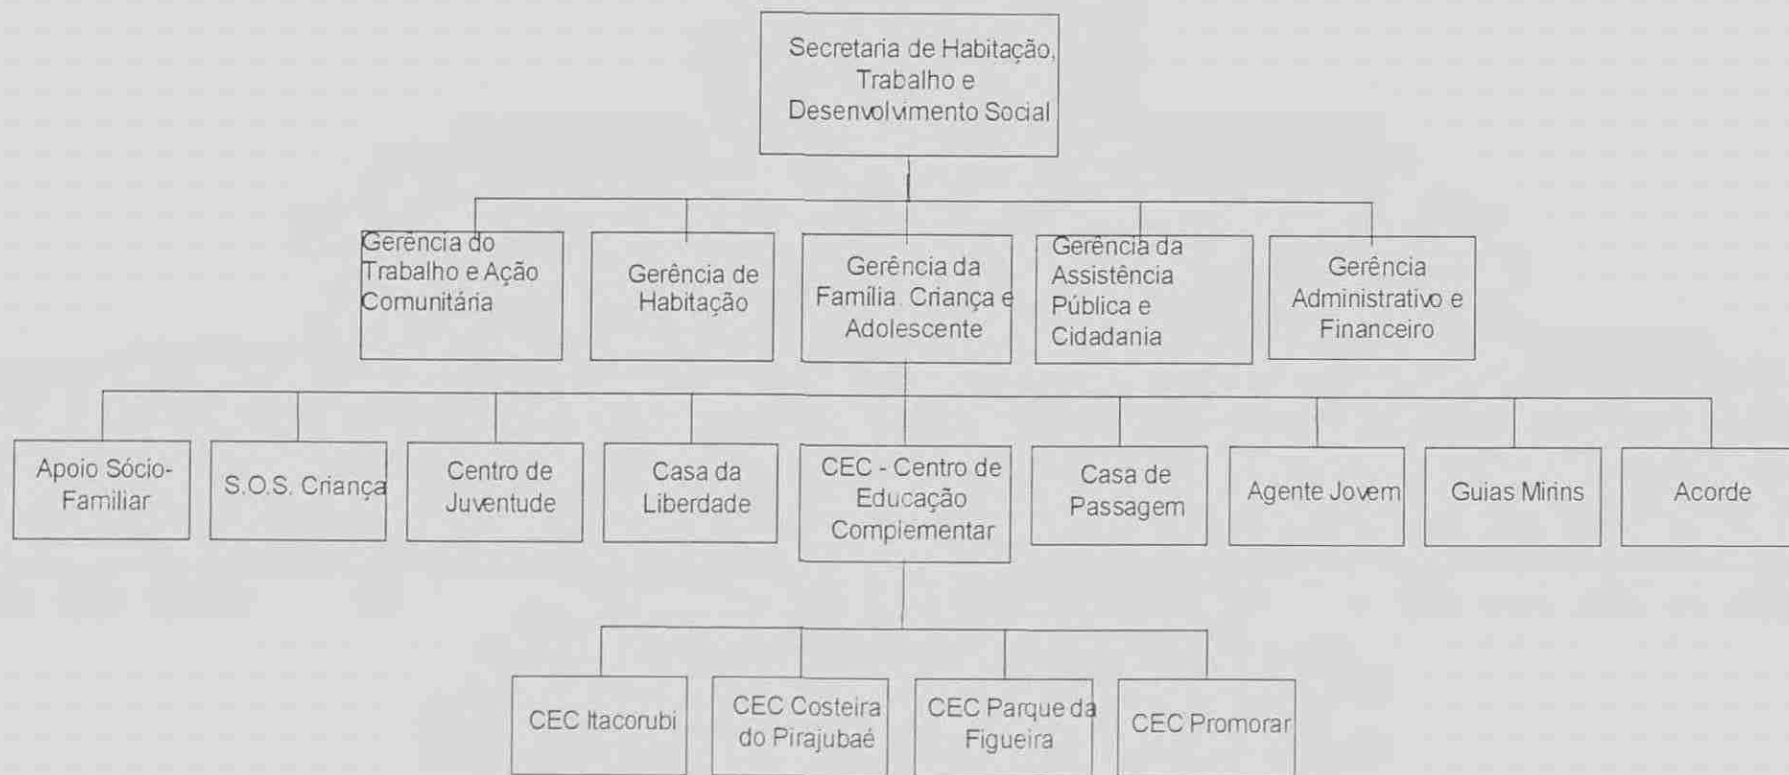 Secretaria de Habitação,
Trabalho e
Desenvolvimento Social
Gerência do
Trabalho e Ação
Comunitária
Gerência de
Habitação
Gerência da
Família, Criança e
Adolescente
Gerência da
Assistência
Pública e
Cidadania
Gerência
Administrativo e
Financeiro
Apoio Sócio-
Familiar
S.O.S. Criança
Centro de
Juventude
Casa da
Liberdade
CEC - Centro de
Educação
Complementar
Casa de
Passagem
Agente Jovem
Guias Mirins
Acorde
CEC Itacorubi
CEC Costeira
do Pirajubaé
CEC Parque da
Figueira
CEC Promorar